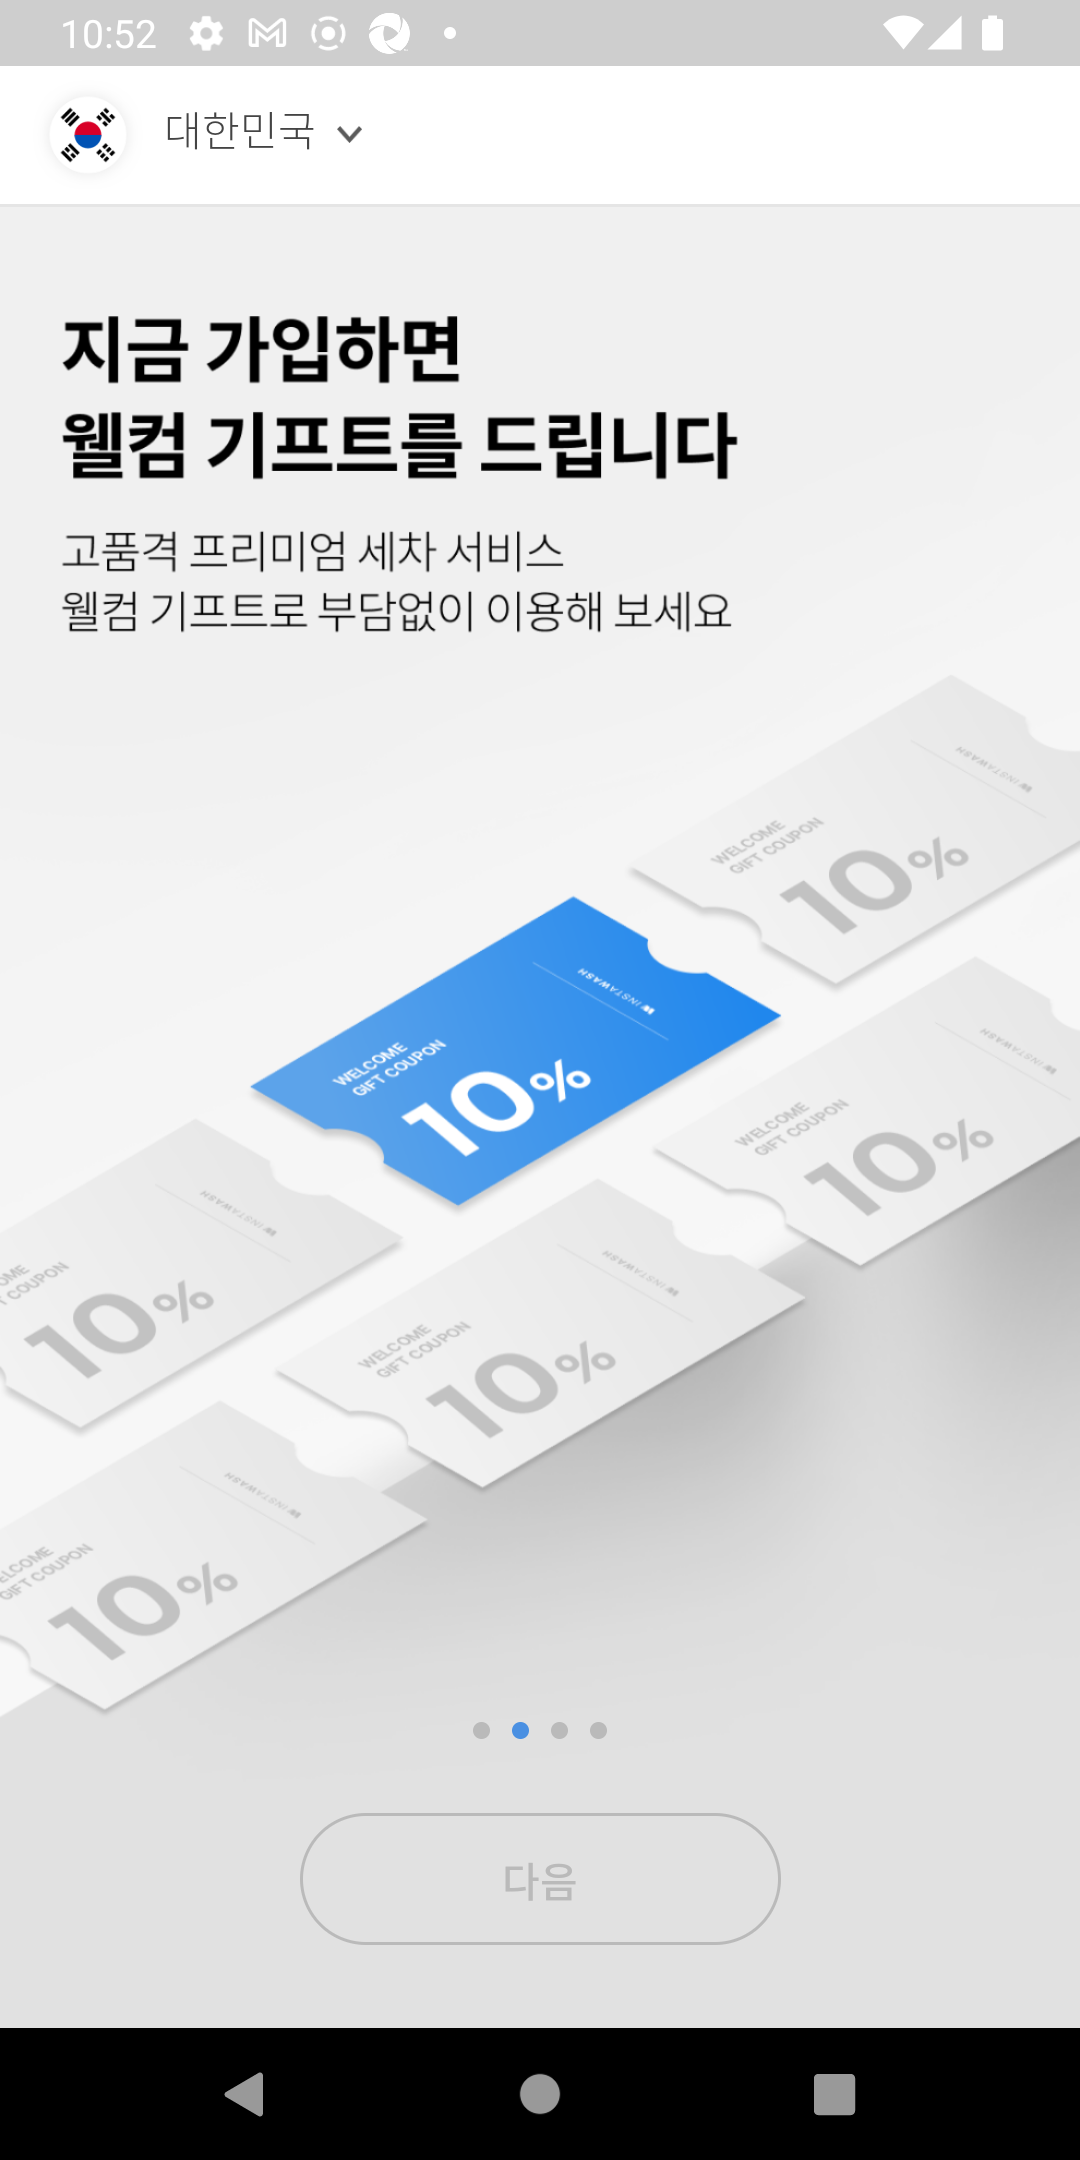 10:52
대한민국
지금 가입하면
웰컴 기프트를 드립니다
고품격 프리미엄 세차 서비스
웰컴 기프트로 부담없이 이용해 보세요
INSTAWASH
WELCOME
GIFT COUPON
10%
INSTAWASH
WELCOME
GIFT COUPON
10%
INSTAWASH
WELCOME
GIFT COUPON
10%
INSTAWASH
GIFT COUPON
10%
INSTAWASH
WELCOME
GIFT COUPON
10%
INSTAWASH
WELCOME
GIFT COUPON
10%
다음